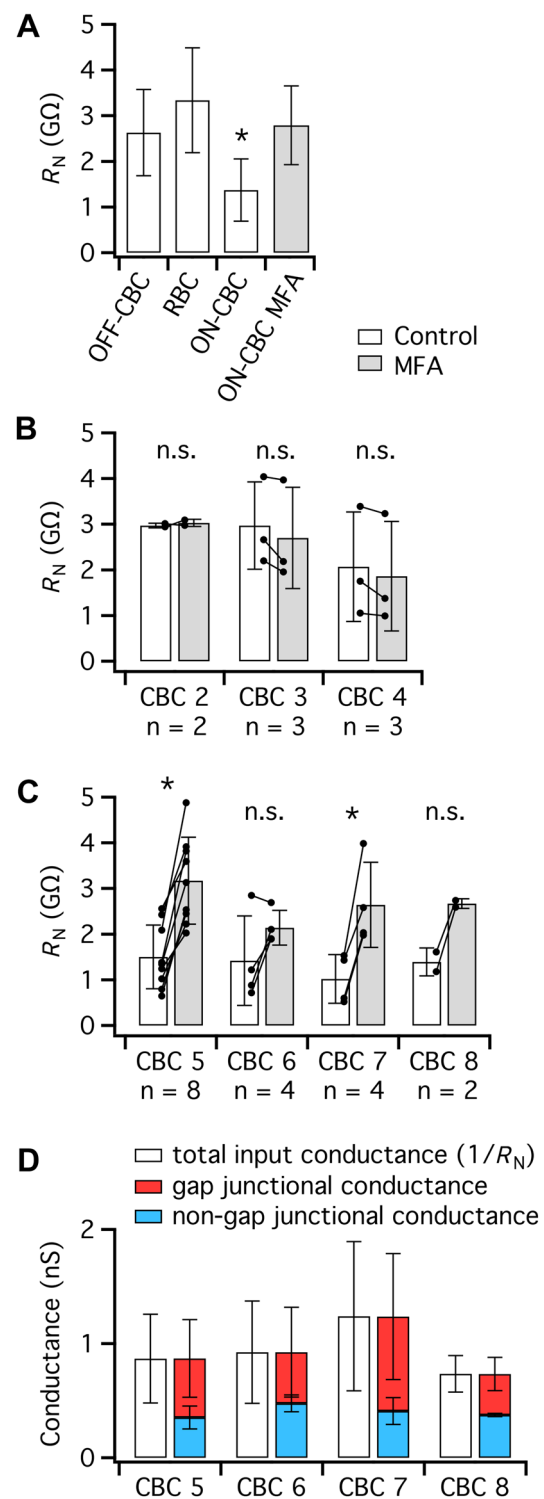 A
5
4
3
2
1
0
R_N (GΩ)
*
OFF-CBC
RBC
ON-CBC
ON-CBC MFA
Control
MFA
B
5
4
3
2
1
0
R_N (GΩ)
n.s. n.s. n.s.
CBC 2 CBC 3 CBC 4
n = 2 n = 3 n = 3
C
5
4
3
2
1
0
R_N (GΩ)
* n.s. * n.s.
CBC 5 CBC 6 CBC 7 CBC 8
n = 8 n = 4 n = 4 n = 2
D
total input conductance (1/R_N)
gap junctional conductance
non-gap junctional conductance
2
1
0
Conductance (nS)
CBC 5 CBC 6 CBC 7 CBC 8